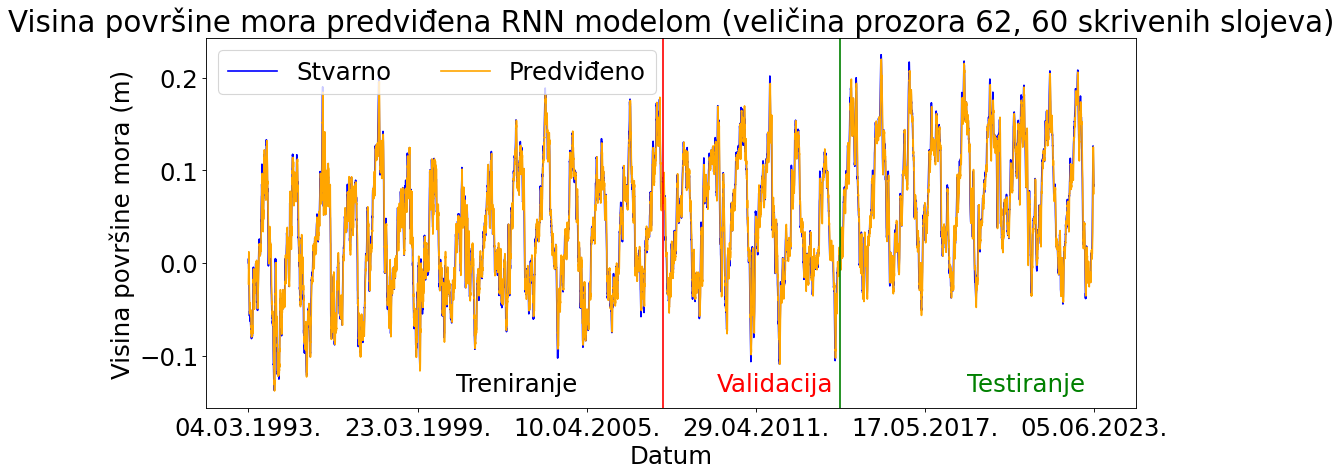 Visina površine mora predviđena RNN modelom (veličina prozora 62, 60 skrivenih slojeva)
Stvarno
Predviđeno
Visina površine mora (m)
0.2
0.1
0.0
−0.1
Treniranje
Validacija
Testiranje
04.03.1993.
23.03.1999.
10.04.2005.
29.04.2011.
17.05.2017.
05.06.2023.
Datum